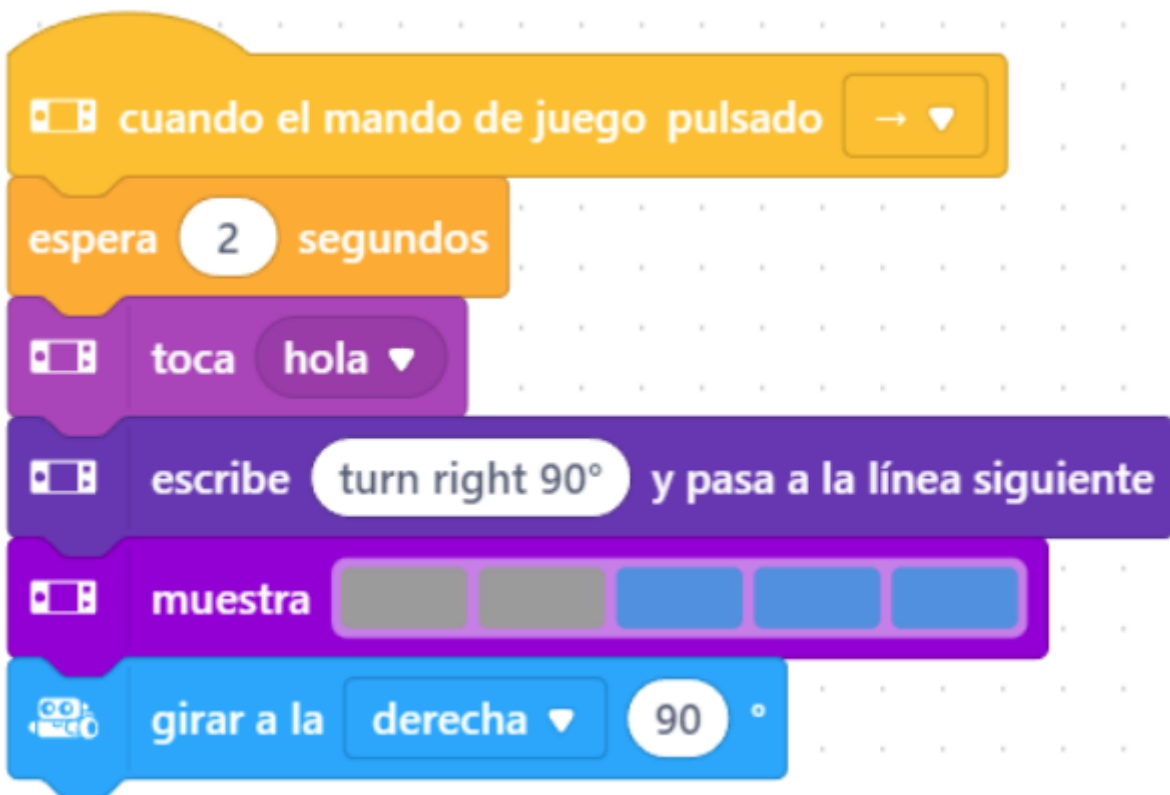 cuando el mando de juego pulsado →
espera 2 segundos
toca hola
escribe turn right 90° y pasa a la línea siguiente
muestra
girar a la derecha 90 °